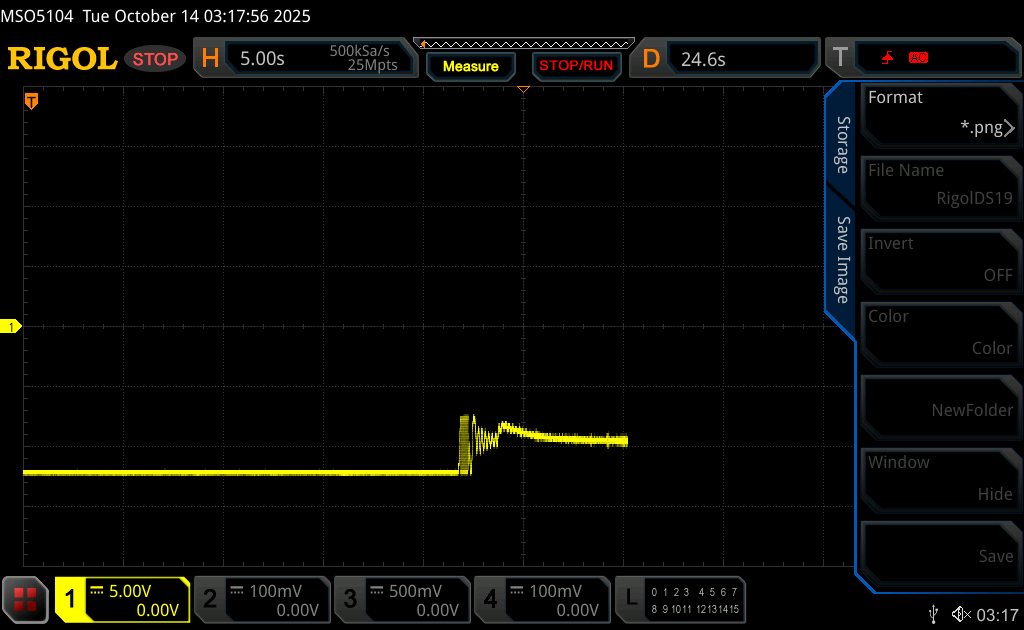 MSO5104 Tue October 14 03:17:56 2025
RIGOL STOP H 5.00s 500kSa/s 25Mpts Measure STOP/RUN D 24.6s T AC
T
Format
*.png
Storage
File Name
RigolDS19
Save Image
Invert
OFF
1
Color
Color
NewFolder
Window
Hide
Save
1 5.00V 0.00V
2 100mV 0.00V
3 500mV 0.00V
4 100mV 0.00V
L 0 1 2 3 4 5 6 7
8 9 10 11 12 13 14 15
03:17